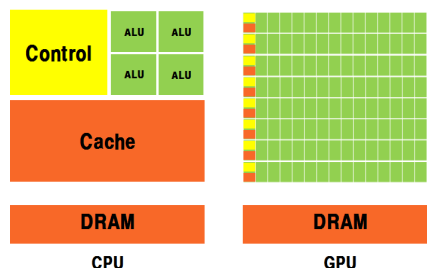 Control
ALU ALU
ALU ALU
Cache
DRAM
CPU
DRAM
GPU